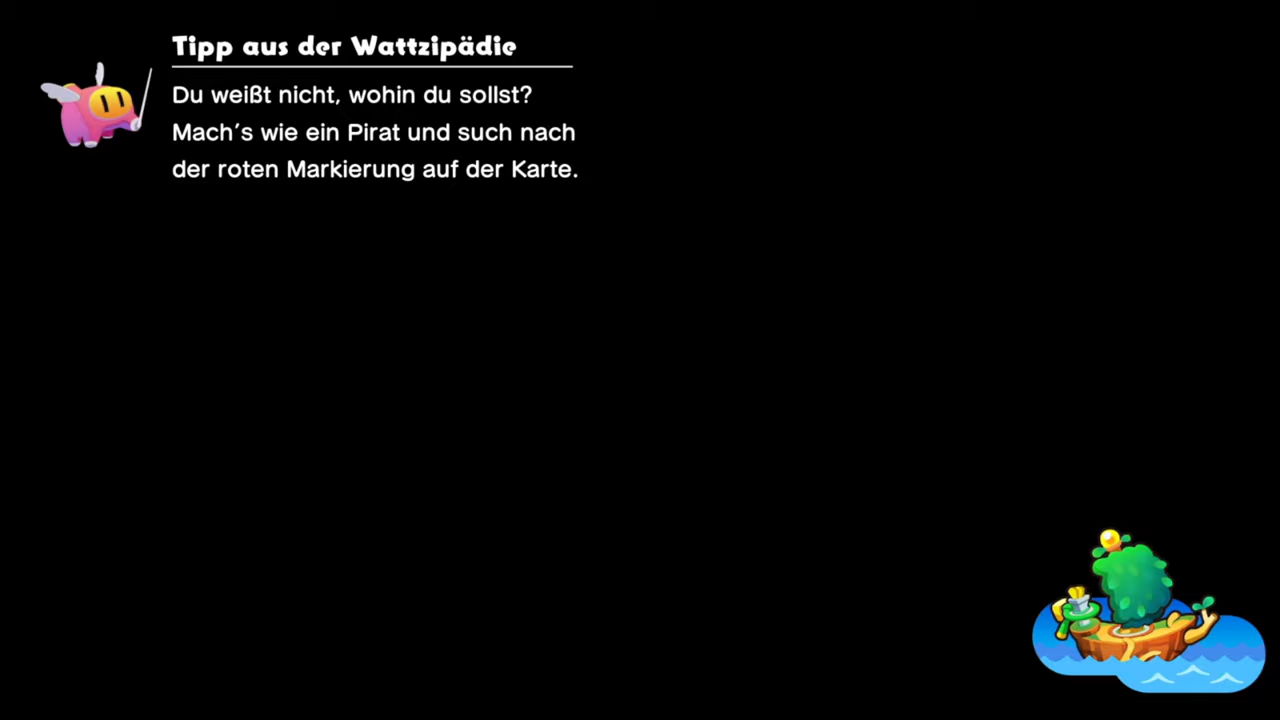 Tipp aus der Wattzipädie
Du weißt nicht, wohin du sollst?
Mach's wie ein Pirat und such nach
der roten Markierung auf der Karte.